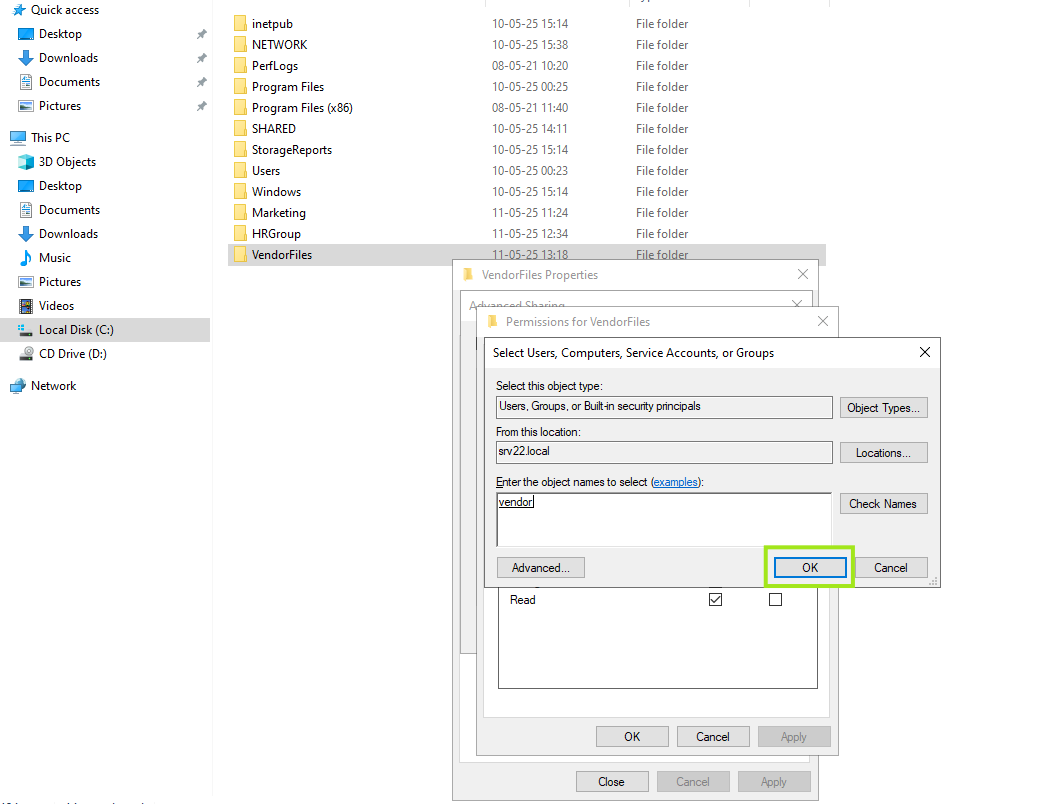 Quick access
Desktop
Downloads
Documents
Pictures
This PC
3D Objects
Desktop
Documents
Downloads
Music
Pictures
Videos
Local Disk (C:)
CD Drive (D:)
Network
inetpub 10-05-25 15:14 File folder
NETWORK 10-05-25 15:38 File folder
PerfLogs 08-05-21 10:20 File folder
Program Files 10-05-25 00:25 File folder
Program Files (x86) 08-05-21 11:40 File folder
SHARED 10-05-25 14:11 File folder
StorageReports 10-05-25 15:14 File folder
Users 10-05-25 00:23 File folder
Windows 10-05-25 15:14 File folder
Marketing 11-05-25 11:24 File folder
HRGroup 11-05-25 12:34 File folder
VendorFiles 11-05-25 13:18 File folder
VendorFiles Properties
Advanced Sharing
Permissions for VendorFiles
Select Users, Computers, Service Accounts, or Groups
Select this object type:
Users, Groups, or Built-in security principals Object Types...
From this location:
srv22.local Locations...
Enter the object names to select (examples):
vendor Check Names
Advanced... OK Cancel
Read
OK Cancel Apply
Close Cancel Apply